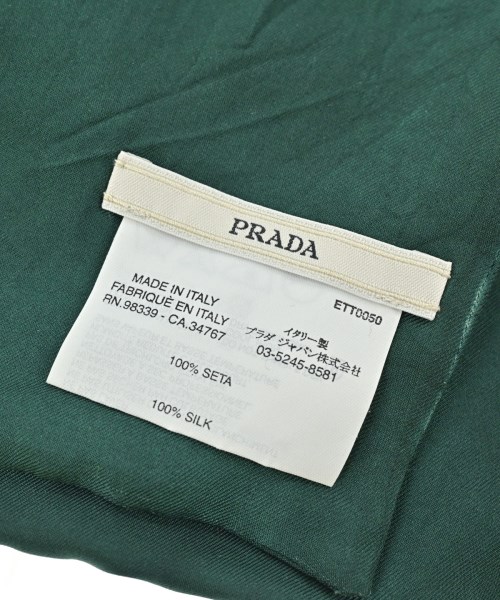 PRADA
ETT0050
MADE IN ITALY
FABRIQUÉ EN ITALY
RN.98339 - CA.34767
イタリー製
プラダ ジャパン株式会社
03-5245-8581
100% SETA
100% SILK